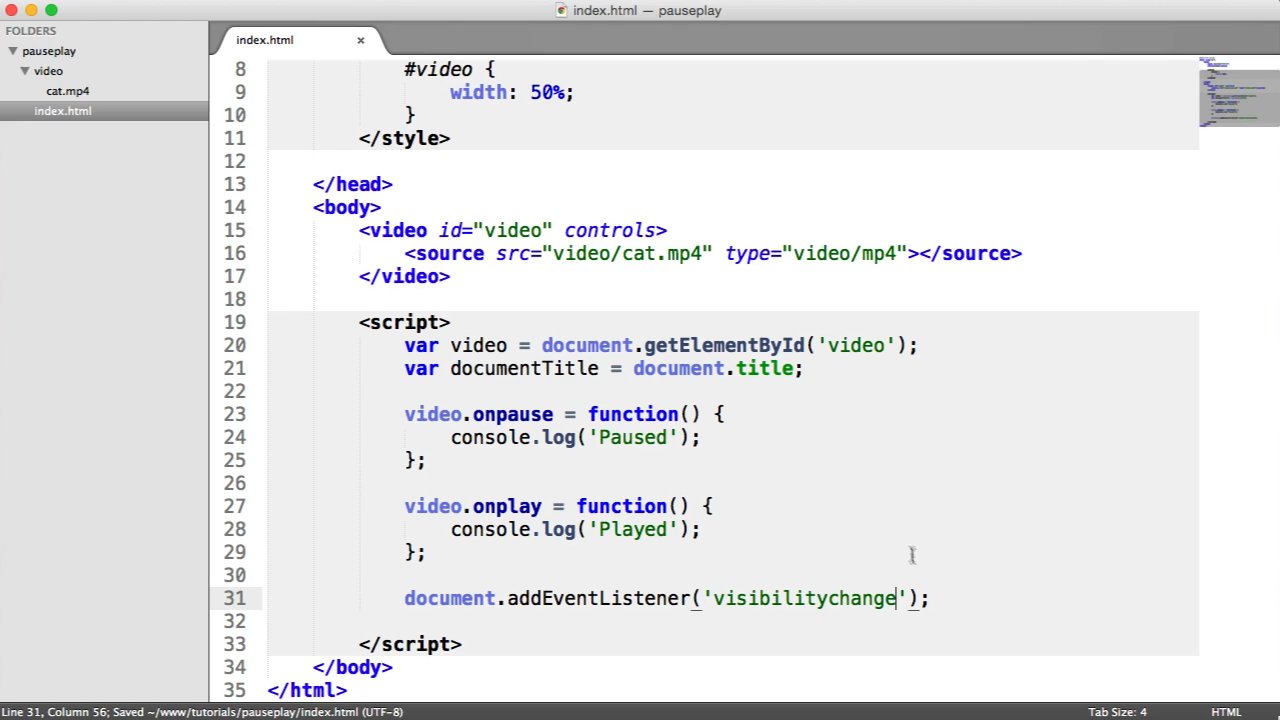 index.html — pauseplay
FOLDERS
pauseplay
video
cat.mp4
index.html
index.html ×
8 #video {
9 width: 50%;
10 }
11 </style>
12
13 </head>
14 <body>
15 <video id="video" controls>
16 <source src="video/cat.mp4" type="video/mp4"></source>
17 </video>
18
19 <script>
20 var video = document.getElementById('video');
21 var documentTitle = document.title;
22
23 video.onpause = function() {
24 console.log('Paused');
25 };
26
27 video.onplay = function() {
28 console.log('Played');
29 };
30
31 document.addEventListener('visibilitychange');
32
33 </script>
34 </body>
35 </html>
Line 31, Column 56; Saved ~/www/tutorials/pauseplay/index.html (UTF-8)
Tab Size: 4
HTML